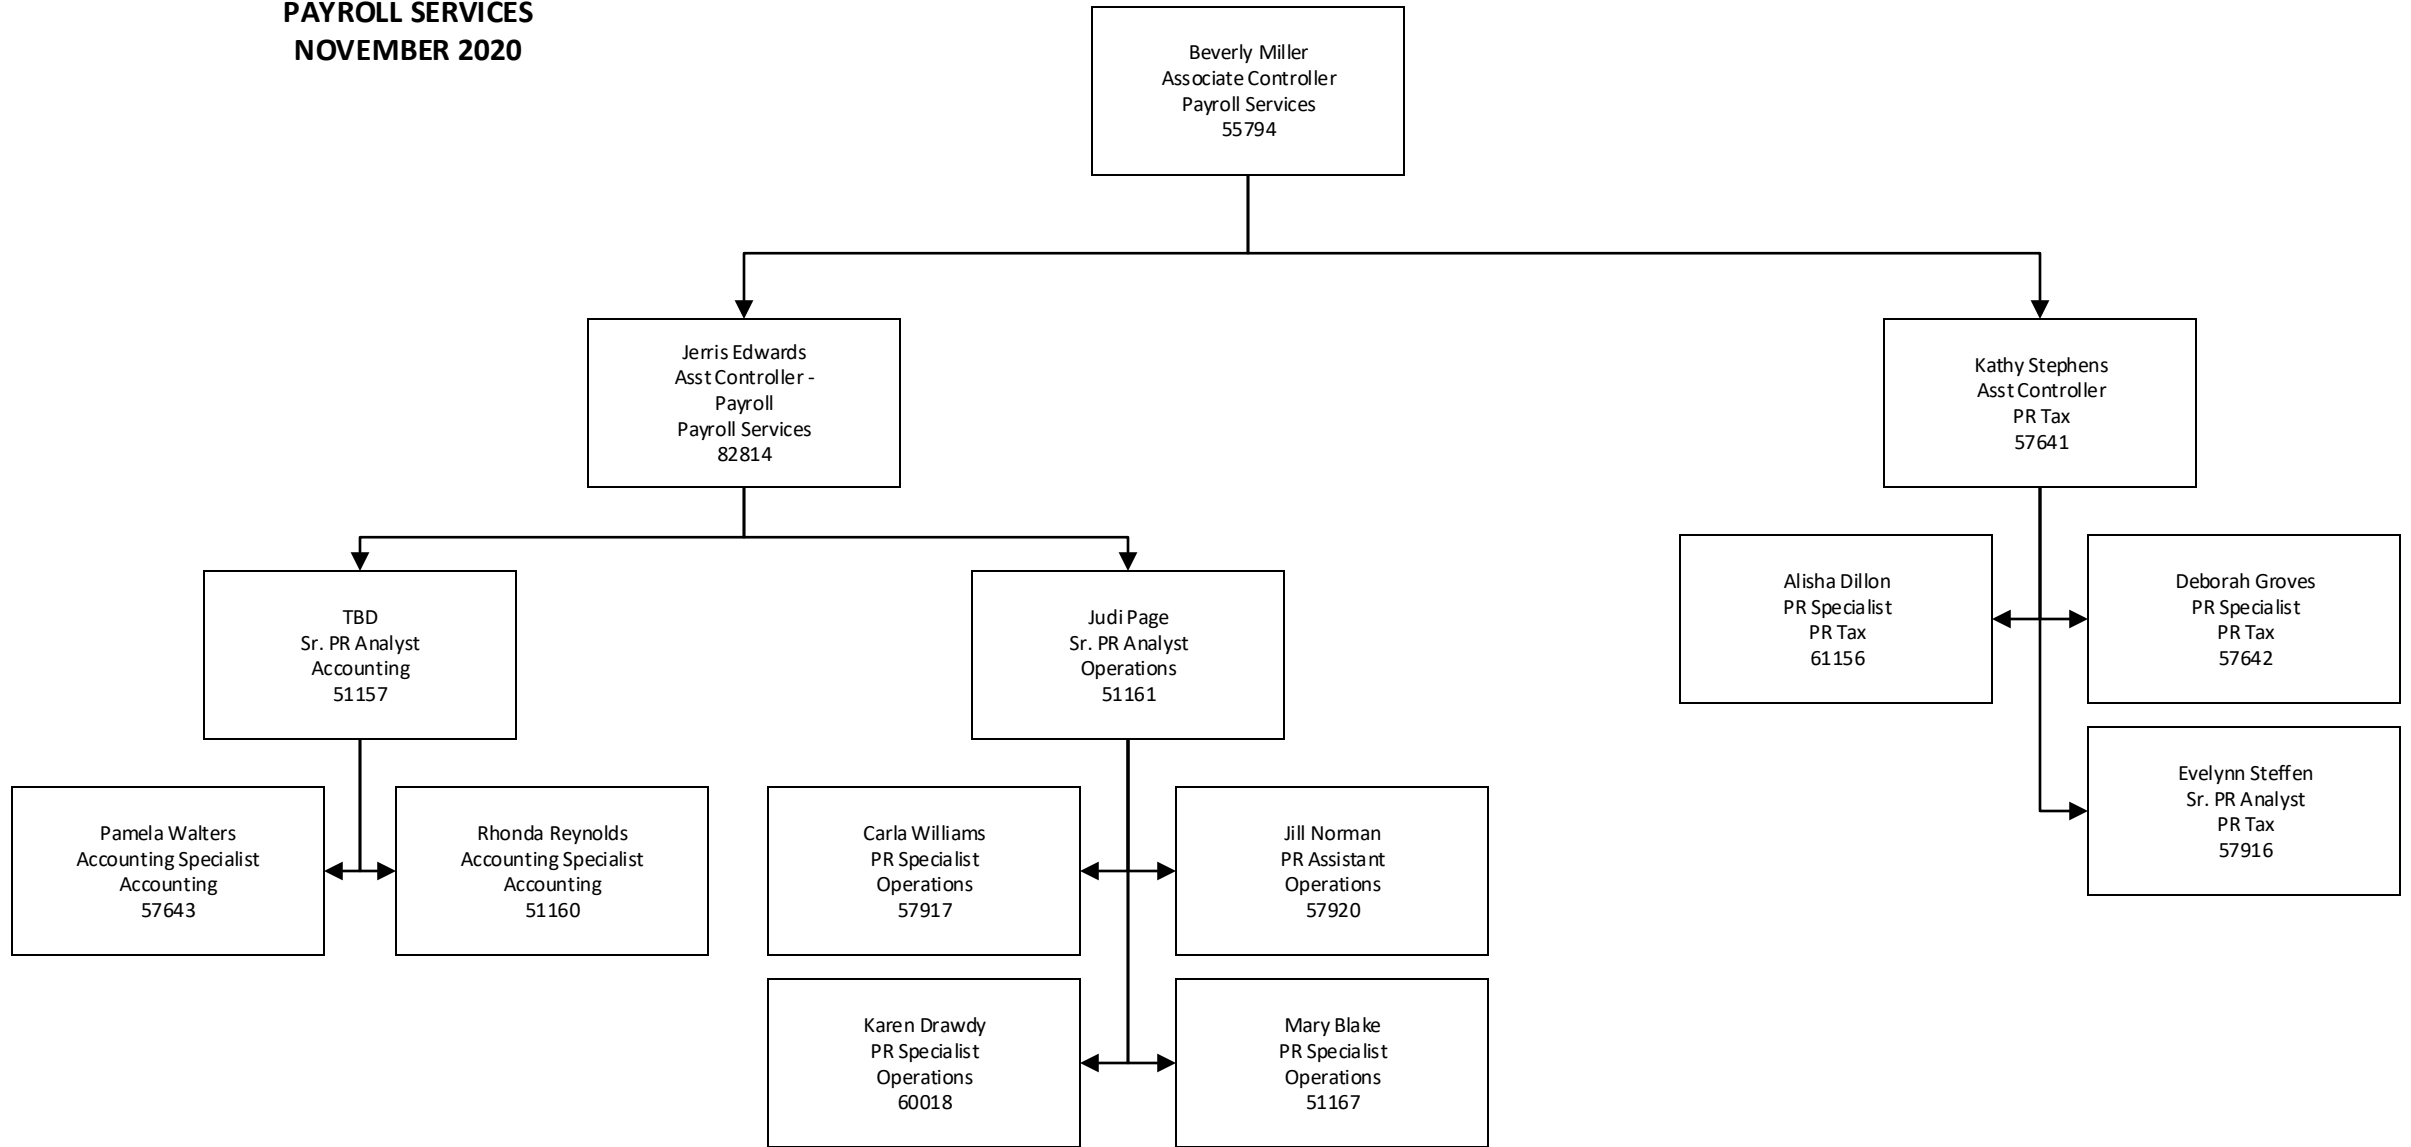 PAYROLL SERVICES
NOVEMBER 2020
Beverly Miller
Associate Controller
Payroll Services
55794
Jerris Edwards
Asst Controller -
Payroll
Payroll Services
82814
Kathy Stephens
Asst Controller
PR Tax
57641
TBD
Sr. PR Analyst
Accounting
51157
Judi Page
Sr. PR Analyst
Operations
51161
Alisha Dillon
PR Specialist
PR Tax
61156
Deborah Groves
PR Specialist
PR Tax
57642
Evelynn Steffen
Sr. PR Analyst
PR Tax
57916
Pamela Walters
Accounting Specialist
Accounting
57643
Rhonda Reynolds
Accounting Specialist
Accounting
51160
Carla Williams
PR Specialist
Operations
57917
Jill Norman
PR Assistant
Operations
57920
Karen Drawdy
PR Specialist
Operations
60018
Mary Blake
PR Specialist
Operations
51167